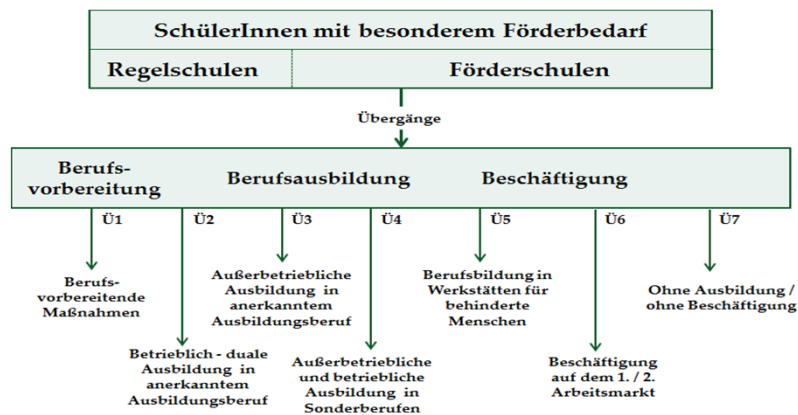 SchülerInnen mit besonderem Förderbedarf
Regelschulen
Förderschulen
Übergänge
Berufs-
vorbereitung
Berufsausbildung
Beschäftigung
Ü1
Ü2
Ü3
Ü4
Ü5
Ü6
Ü7
Berufs-
vorbereitende
Maßnahmen
Betrieblich - duale
Ausbildung in
anerkanntem
Ausbildungsberuf
Außerbetriebliche
Ausbildung in
anerkanntem
Ausbildungsberuf
Außerbetriebliche
und betriebliche
Ausbildung in
Sonderberufen
Berufsbildung in
Werkstätten für
behinderte
Menschen
Beschäftigung
auf dem 1. / 2.
Arbeitsmarkt
Ohne Ausbildung /
ohne Beschäftigung